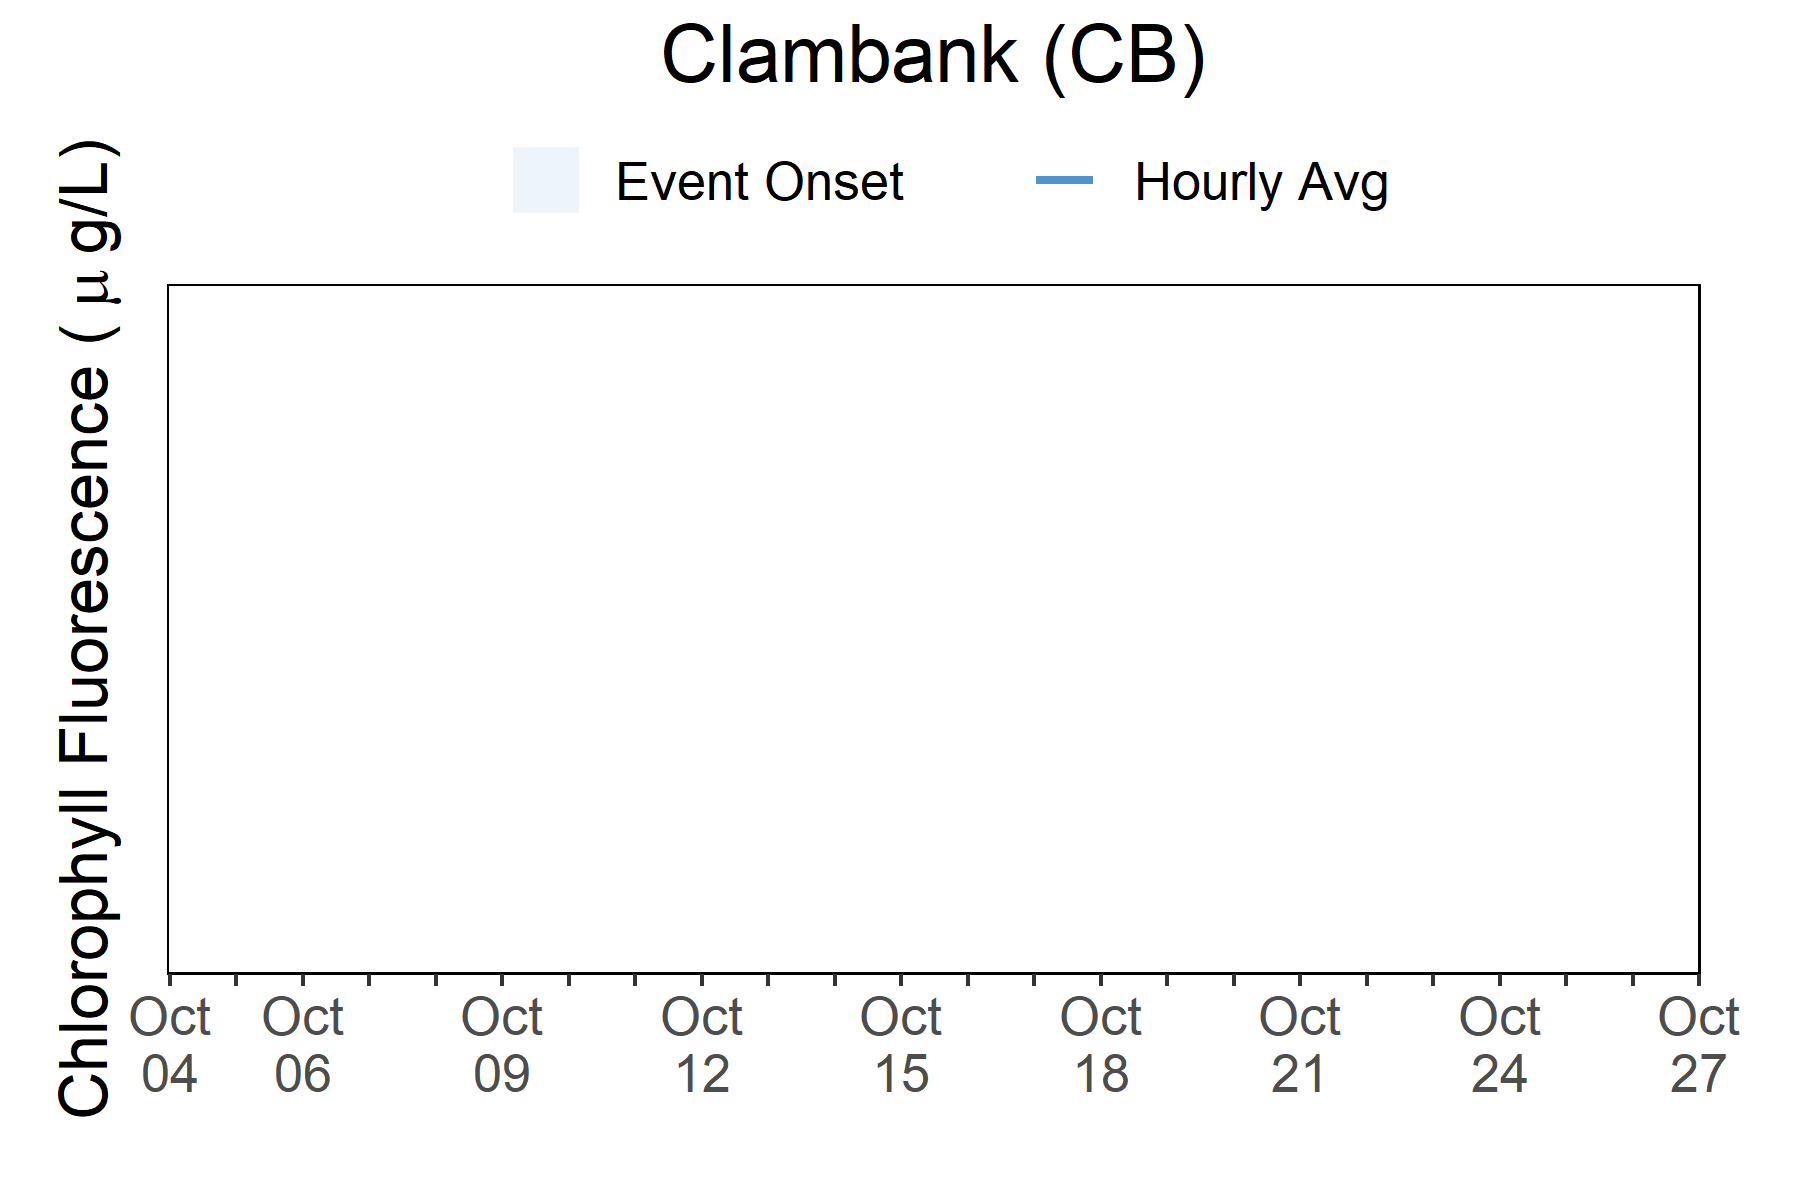 Clambank (CB)
Event Onset
Hourly Avg
Chlorophyll Fluorescence ( μ g/L)
Oct 04
Oct 06
Oct 09
Oct 12
Oct 15
Oct 18
Oct 21
Oct 24
Oct 27